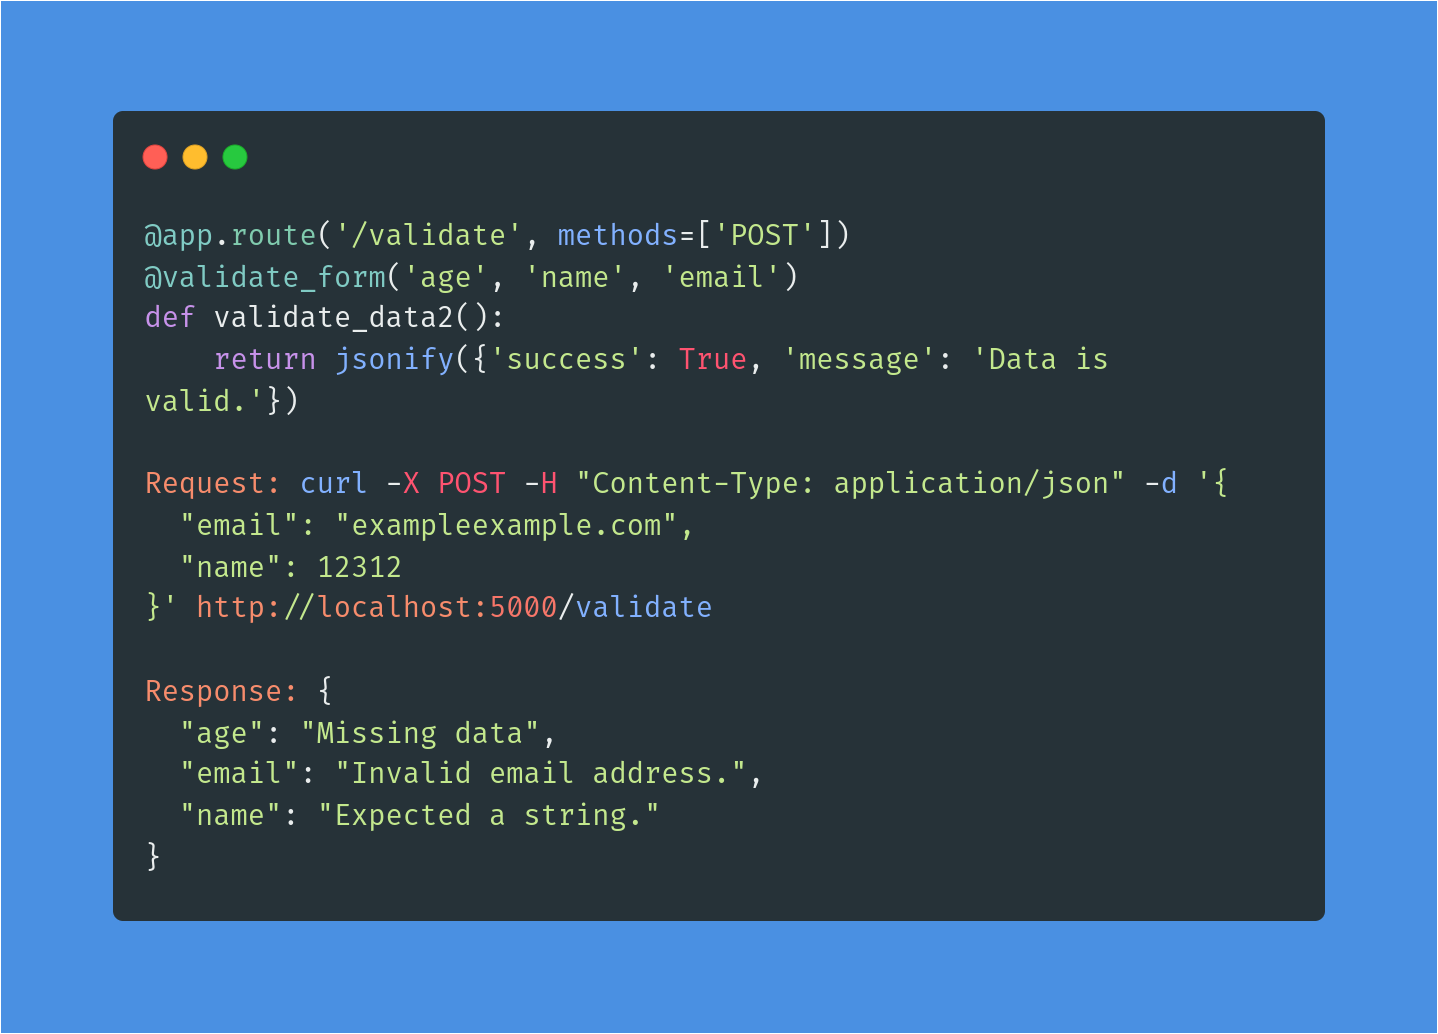 @app.route('/validate', methods=['POST'])
@validate_form('age', 'name', 'email')
def validate_data2():
    return jsonify({'success': True, 'message': 'Data is
valid.'})

Request: curl -X POST -H "Content-Type: application/json" -d '{
  "email": "exampleexample.com",
  "name": 12312
}' http://localhost:5000/validate

Response: {
  "age": "Missing data",
  "email": "Invalid email address.",
  "name": "Expected a string."
}